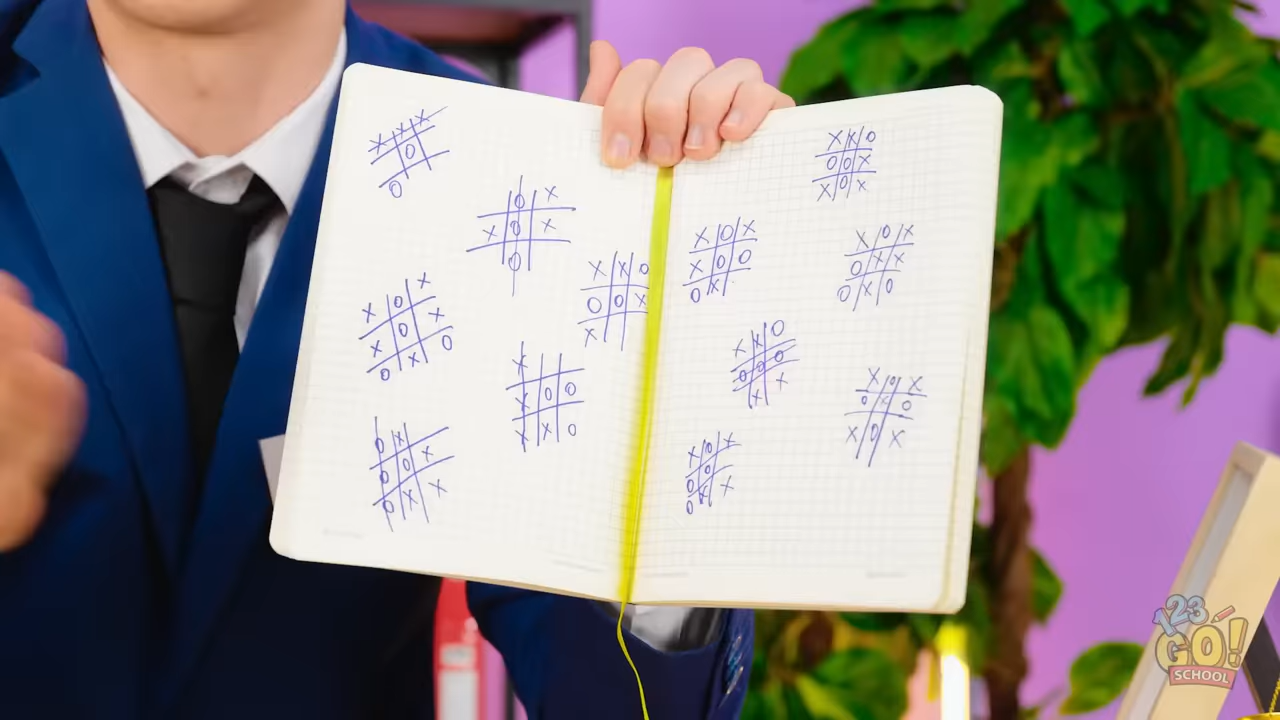 X X X
O
O
O X
X O X
O
X O X
X O X
O X O
X X O
O O X
X
X
X O O
X X O
O X
O O X
O X X
X X O
O O X
X O X
X O X
X O O
O X
X O X
O X X
O X O
X X O
O O O
X X
X O X
O X O
X O X
X O X
O O
O X X
123
GO!
SCHOOL